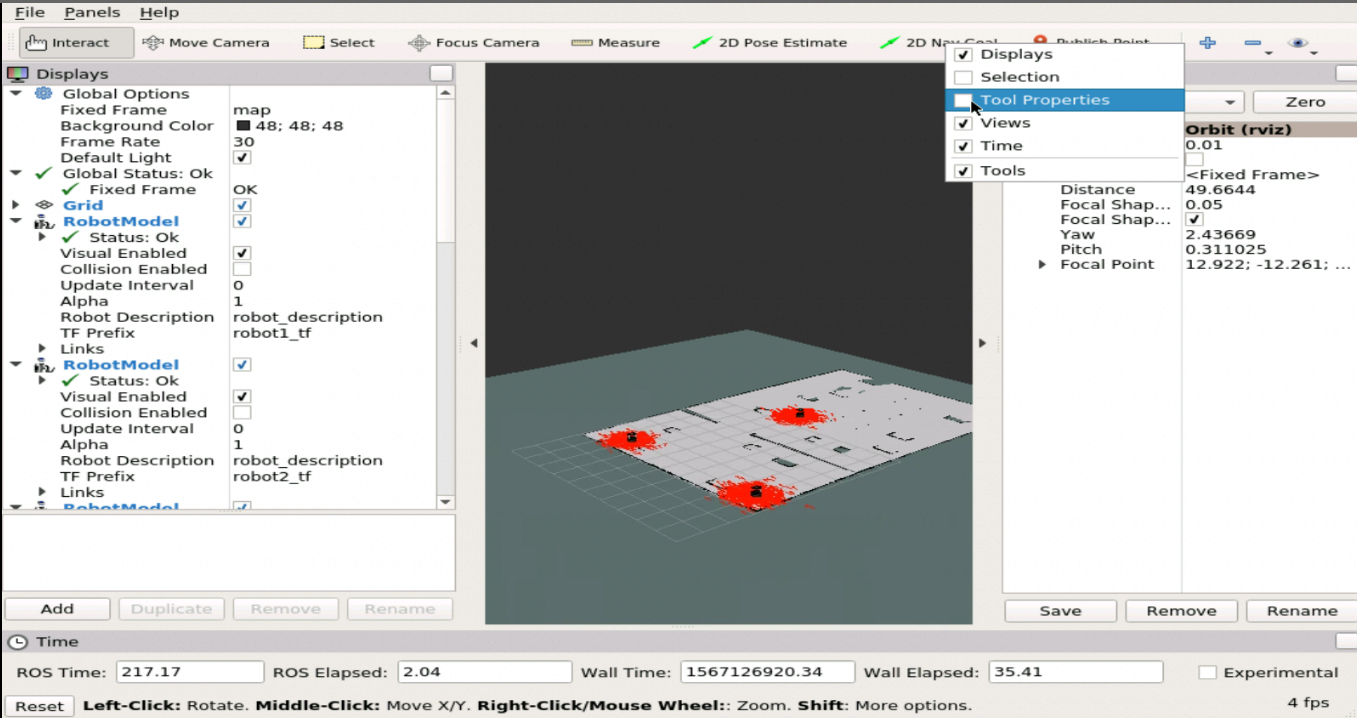 File Panels Help
Interact Move Camera Select Focus Camera Measure 2D Pose Estimate 2D Nav Goal Publish Point
Displays
Global Options
Fixed Frame map
Background Color 48; 48; 48
Frame Rate 30
Default Light
Global Status: Ok
Fixed Frame OK
Grid
RobotModel
Status: Ok
Visual Enabled
Collision Enabled
Update Interval 0
Alpha 1
Robot Description robot_description
TF Prefix robot1_tf
Links
RobotModel
Status: Ok
Visual Enabled
Collision Enabled
Update Interval 0
Alpha 1
Robot Description robot_description
TF Prefix robot2_tf
Links
RobotModel
Add Duplicate Remove Rename
Displays
Selection
Tool Properties
Views
Time
Tools
Zero
Orbit (rviz)
0.01
<Fixed Frame>
Distance 49.6644
Focal Shap... 0.05
Focal Shap...
Yaw 2.43669
Pitch 0.311025
Focal Point 12.922; -12.261; ...
Save Remove Rename
Time
ROS Time: 217.17 ROS Elapsed: 2.04 Wall Time: 1567126920.34 Wall Elapsed: 35.41 Experimental
Reset Left-Click: Rotate. Middle-Click: Move X/Y. Right-Click/Mouse Wheel:: Zoom. Shift: More options. 4 fps